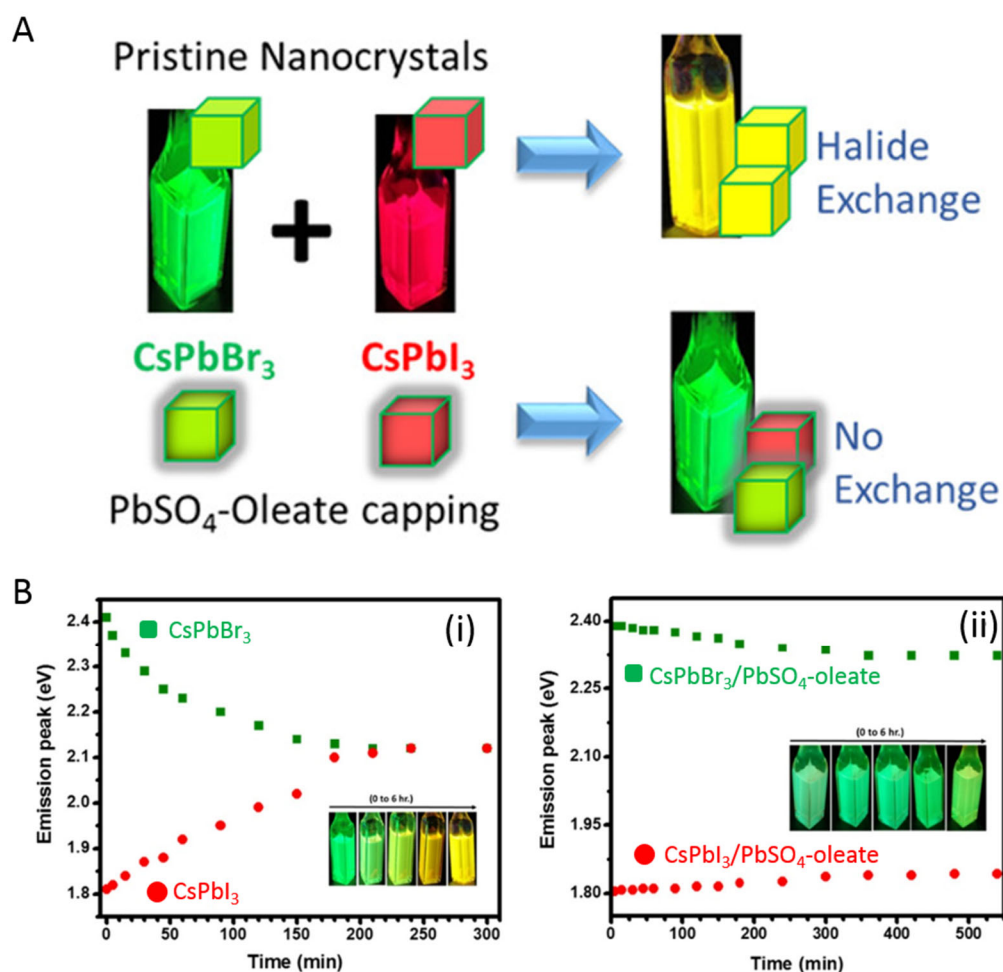 A
Pristine Nanocrystals
+
Halide
Exchange
CsPbBr₃
CsPbI₃
No
Exchange
PbSO₄-Oleate capping
B
(i)
CsPbBr₃
CsPbI₃
(0 to 6 hr.)
Emission peak (eV)
2.4
2.3
2.2
2.1
2.0
1.9
1.8
0 50 100 150 200 250 300
Time (min)
(ii)
CsPbBr₃/PbSO₄-oleate
(0 to 6 hr.)
CsPbI₃/PbSO₄-oleate
Emission peak (eV)
2.40
2.25
2.10
1.95
1.80
0 100 200 300 400 500
Time (min)